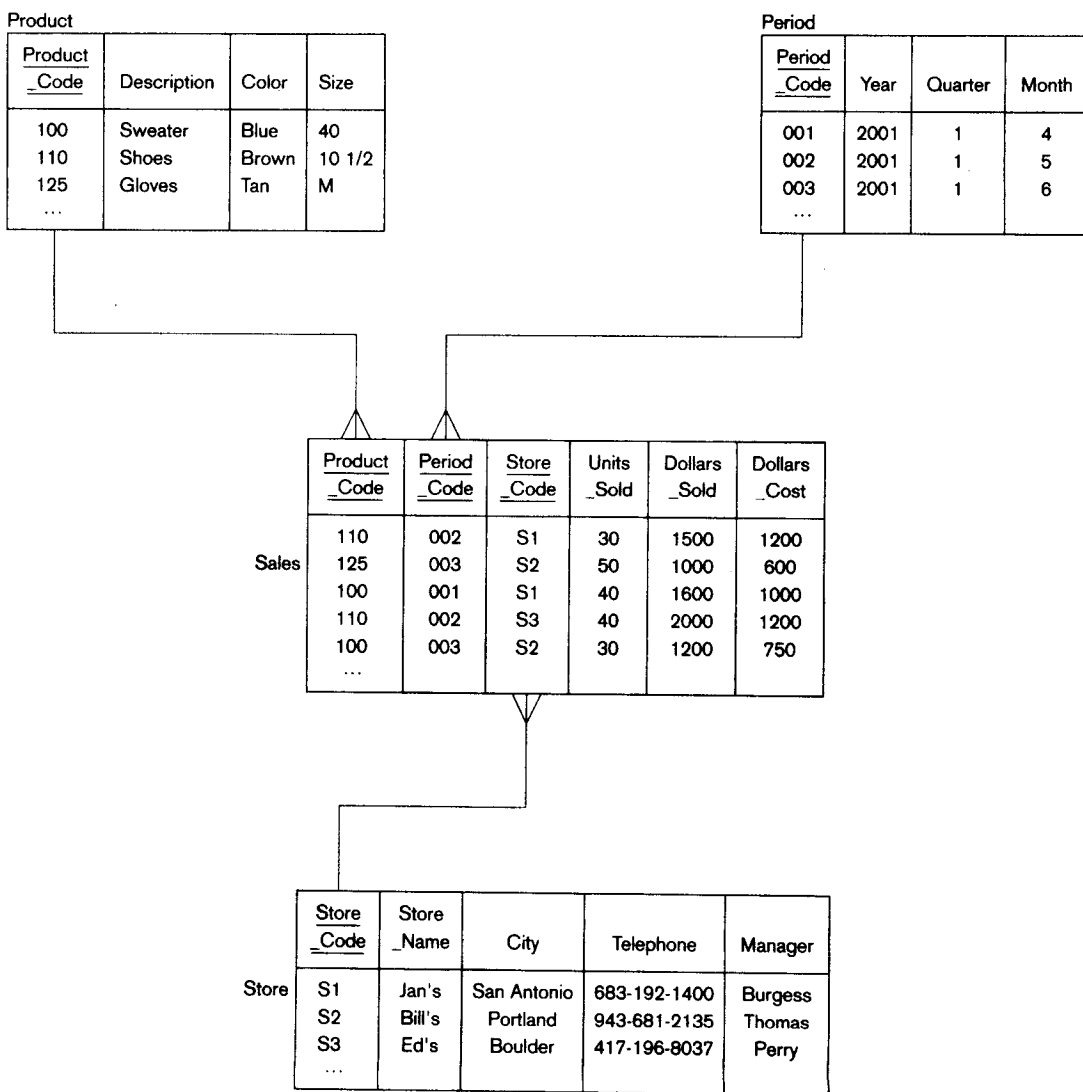 Product
Product
_Code Description Color Size
100 Sweater Blue 40
110 Shoes Brown 10 1/2
125 Gloves Tan M
...
Period
Period
_Code Year Quarter Month
001 2001 1 4
002 2001 1 5
003 2001 1 6
...
Sales
Product Period Store Units Dollars Dollars
_Code _Code _Code _Sold _Sold _Cost
110 002 S1 30 1500 1200
125 003 S2 50 1000 600
100 001 S1 40 1600 1000
110 002 S3 40 2000 1200
100 003 S2 30 1200 750
...
Store
Store Store
_Code _Name City Telephone Manager
S1 Jan's San Antonio 683-192-1400 Burgess
S2 Bill's Portland 943-681-2135 Thomas
S3 Ed's Boulder 417-196-8037 Perry
...